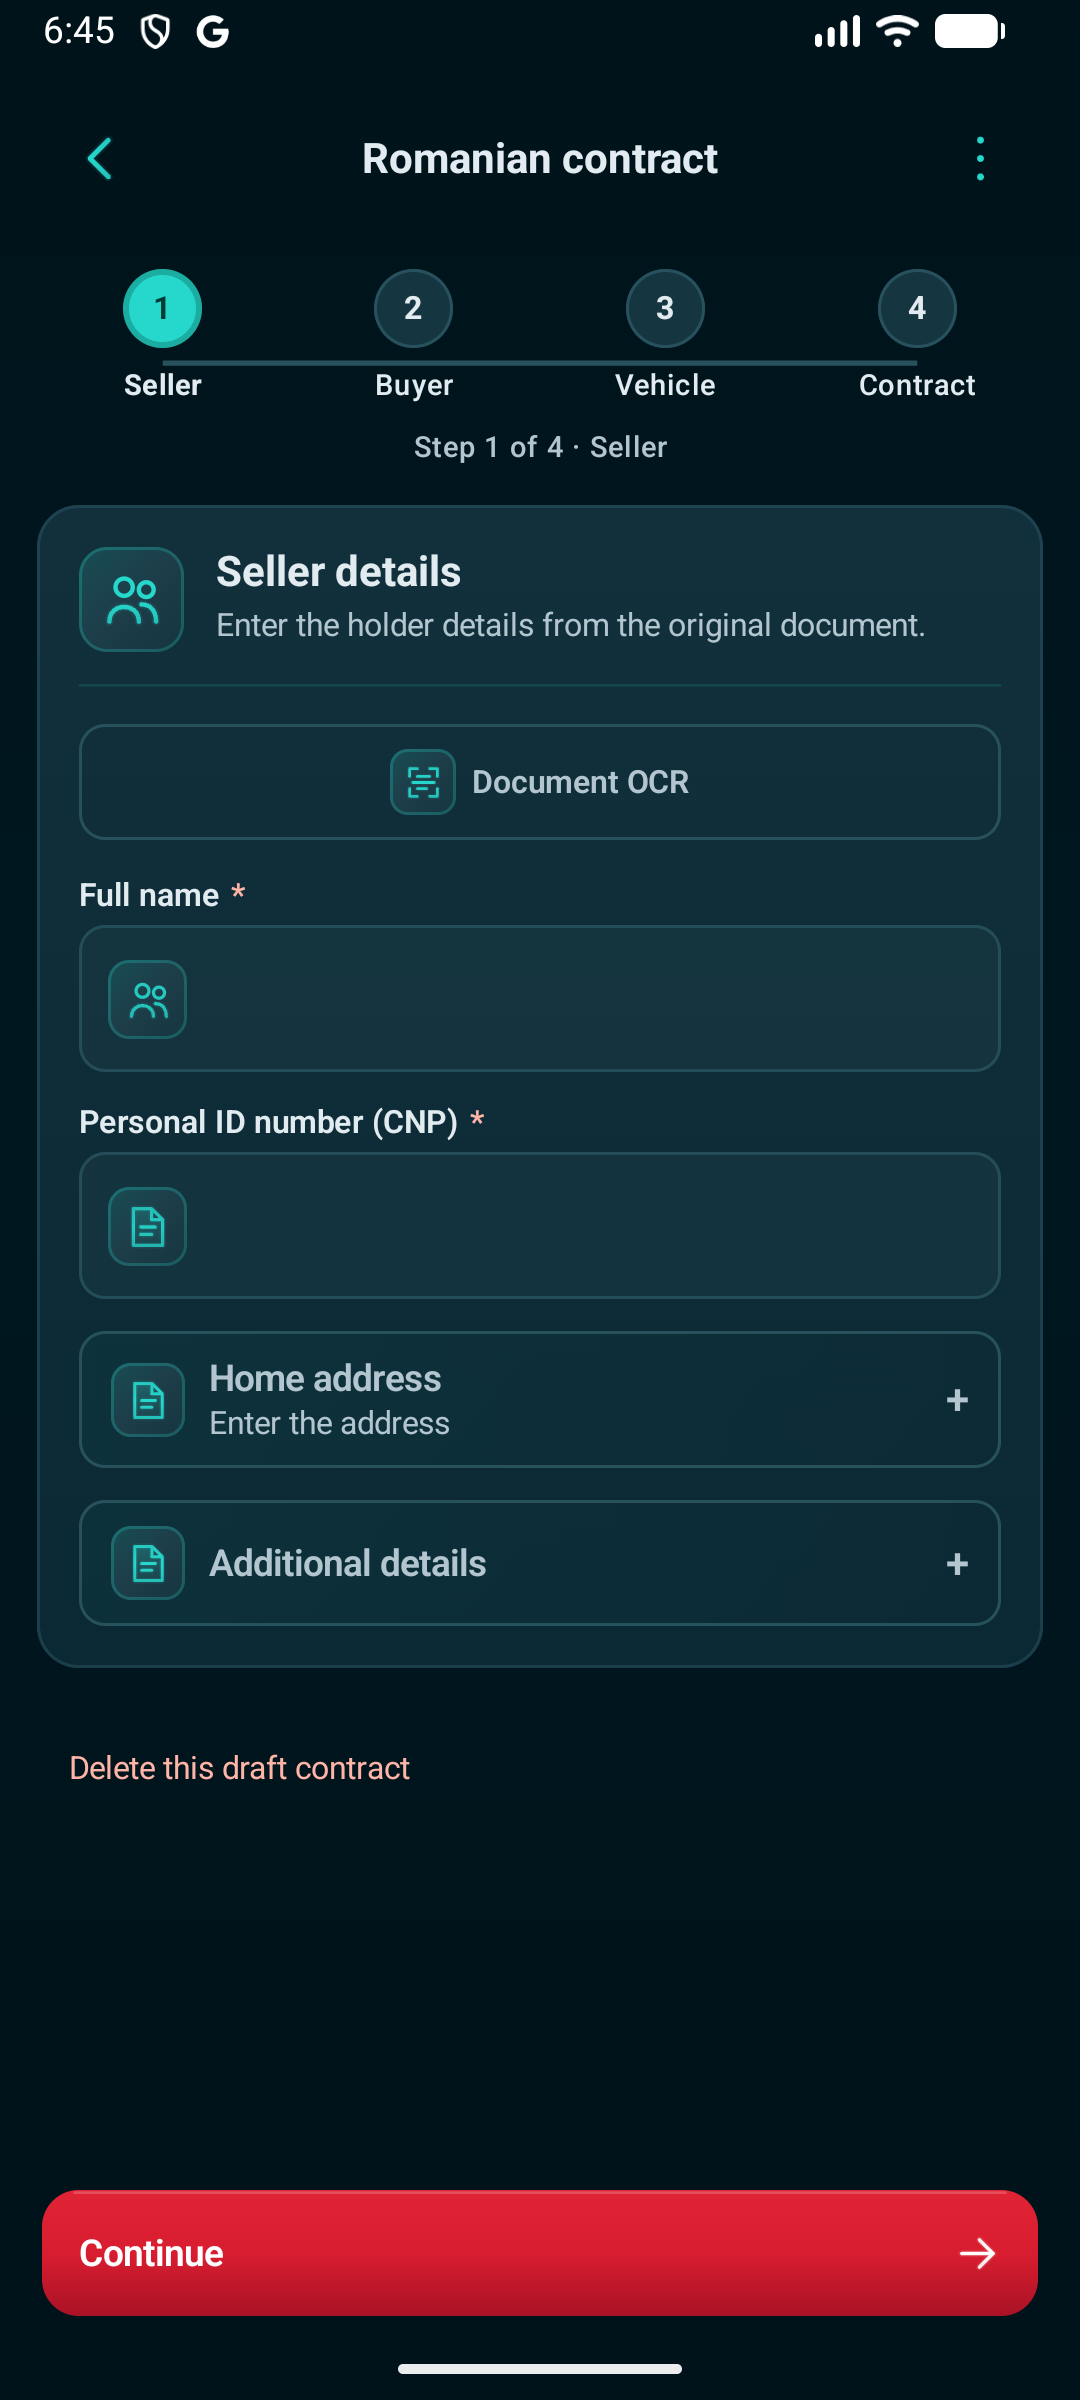 6:45
Romanian contract
1
2
3
4
Seller
Buyer
Vehicle
Contract
Step 1 of 4 · Seller
Seller details
Enter the holder details from the original document.
Document OCR
Full name *
Personal ID number (CNP) *
Home address
Enter the address
+
Additional details
+
Delete this draft contract
Continue